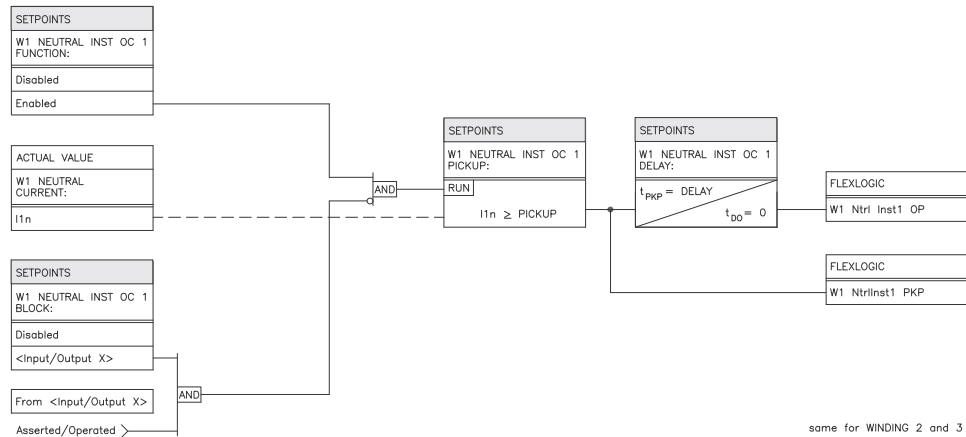 SETPOINTS
W1 NEUTRAL INST OC 1
FUNCTION:
Disabled
Enabled
ACTUAL VALUE
W1 NEUTRAL
CURRENT:
I1n
SETPOINTS
W1 NEUTRAL INST OC 1
BLOCK:
Disabled
<Input/Output X>
From <Input/Output X>
Asserted/Operated
AND
AND
SETPOINTS
W1 NEUTRAL INST OC 1
PICKUP:
RUN
I1n ≥ PICKUP
SETPOINTS
W1 NEUTRAL INST OC 1
DELAY:
tPKP = DELAY
tDO = 0
FLEXLOGIC
W1 Ntrl Inst1 OP
FLEXLOGIC
W1 NtrlInst1 PKP
same for WINDING 2 and 3